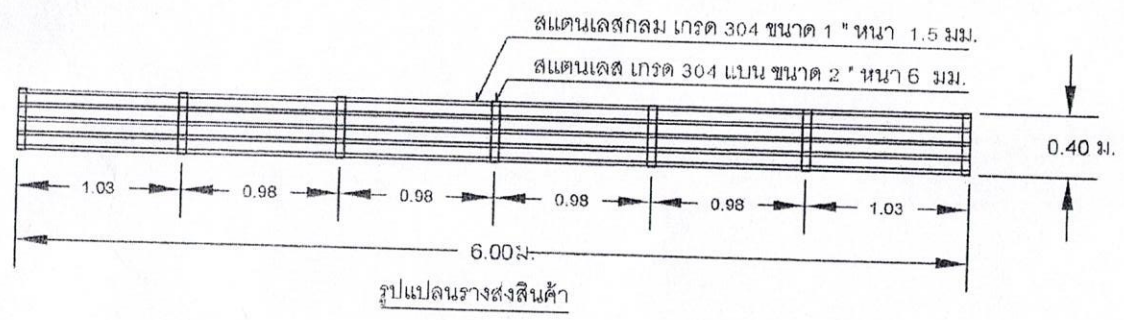 สแตนเลสกลม เกรด 304 ขนาด 1 " หนา 1.5 มม.
สแตนเลส เกรด 304 แบน ขนาด 2 " หนา 6 มม.
0.40 ม.
1.03 0.98 0.98 0.98 0.98 1.03
6.00ม.
รูปแปลนรางส่งสินค้า